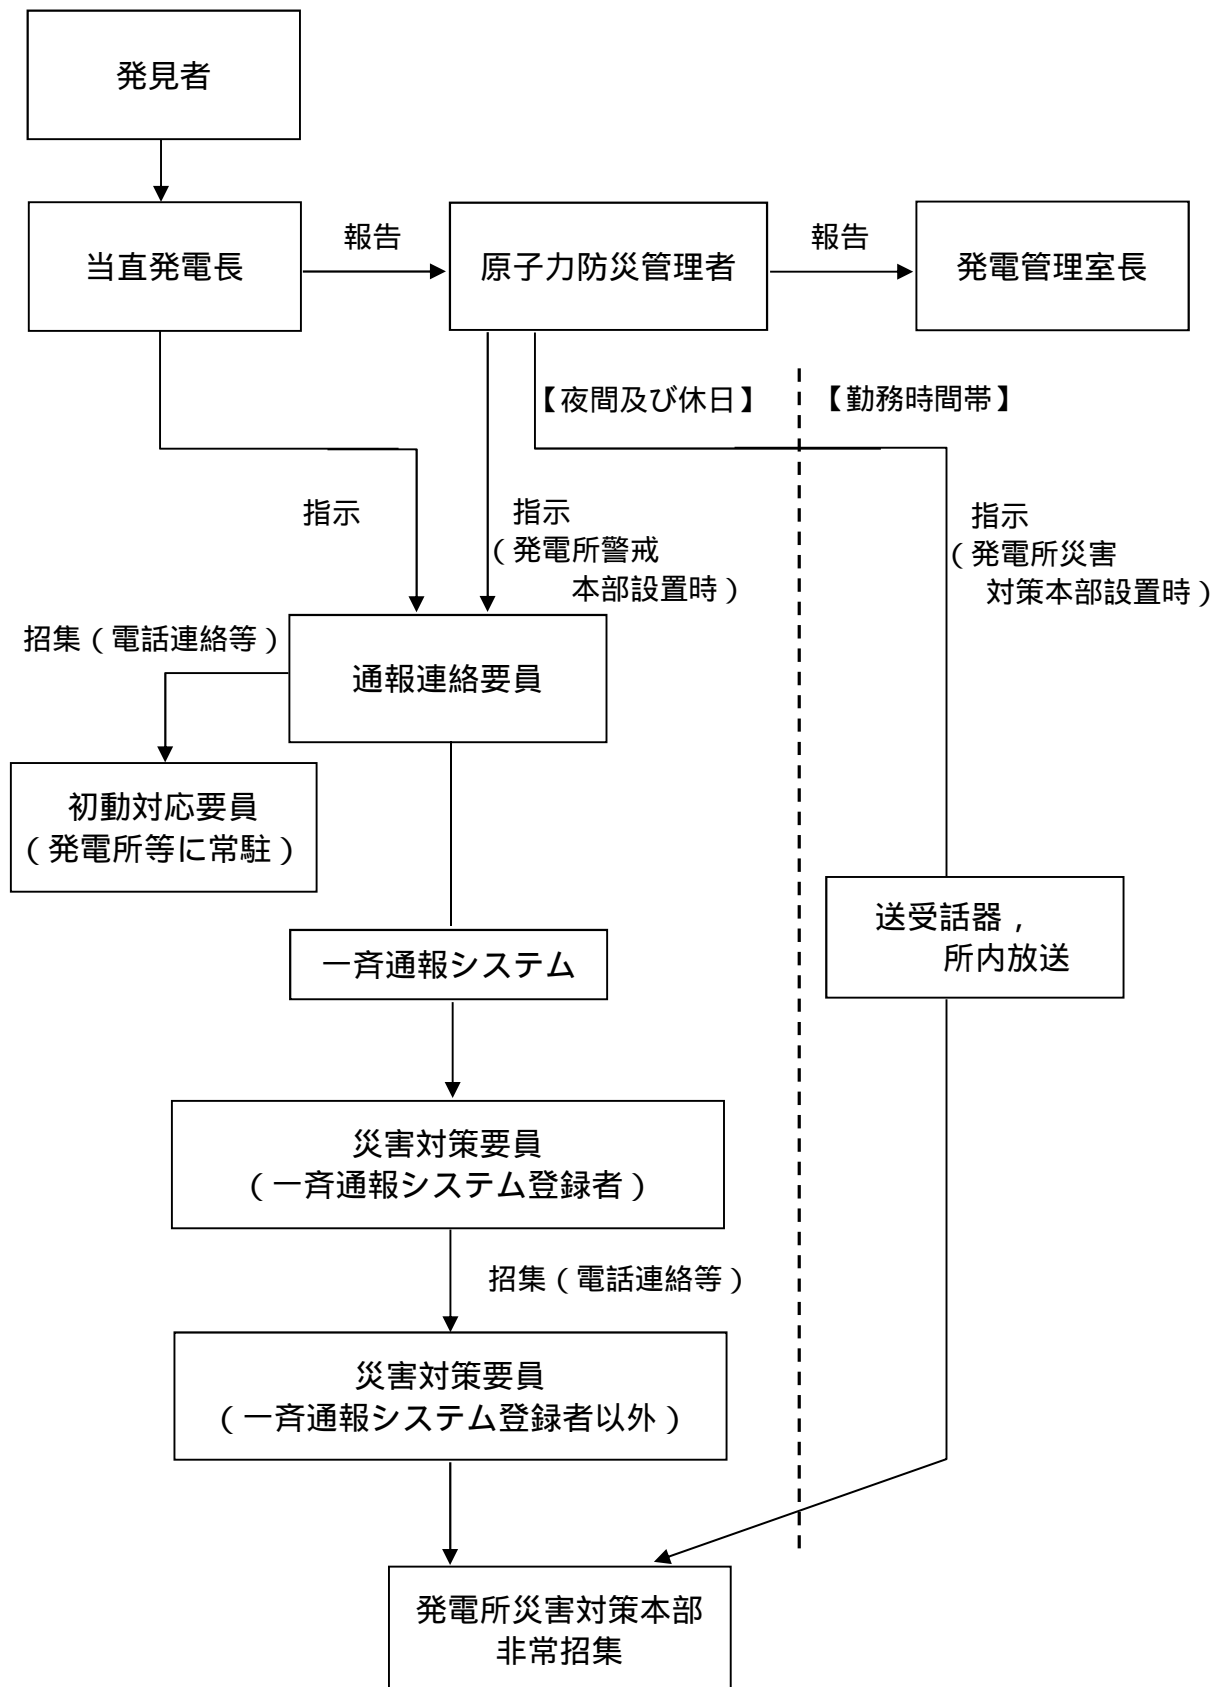 発見者
当直発電長
報告
原子力防災管理者
報告
発電管理室長
【夜間及び休日】
【勤務時間帯】
指示
指示
(発電所警戒
本部設置時)
指示
(発電所災害
対策本部設置時)
招集(電話連絡等)
通報連絡要員
初動対応要員
(発電所等に常駐)
送受話器,
所内放送
一斉通報システム
災害対策要員
(一斉通報システム登録者)
招集(電話連絡等)
災害対策要員
(一斉通報システム登録者以外)
発電所災害対策本部
非常招集